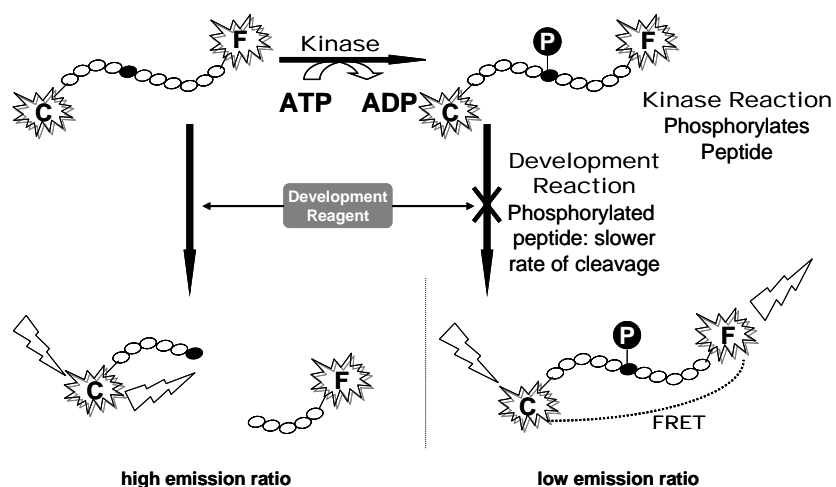 F
Kinase
P
F
C
ATP ADP
C
Kinase Reaction
Phosphorylates
Peptide
Development
Reaction
Phosphorylated
peptide: slower
rate of cleavage
Development
Reagent
C
F
P
F
C
FRET
high emission ratio
low emission ratio